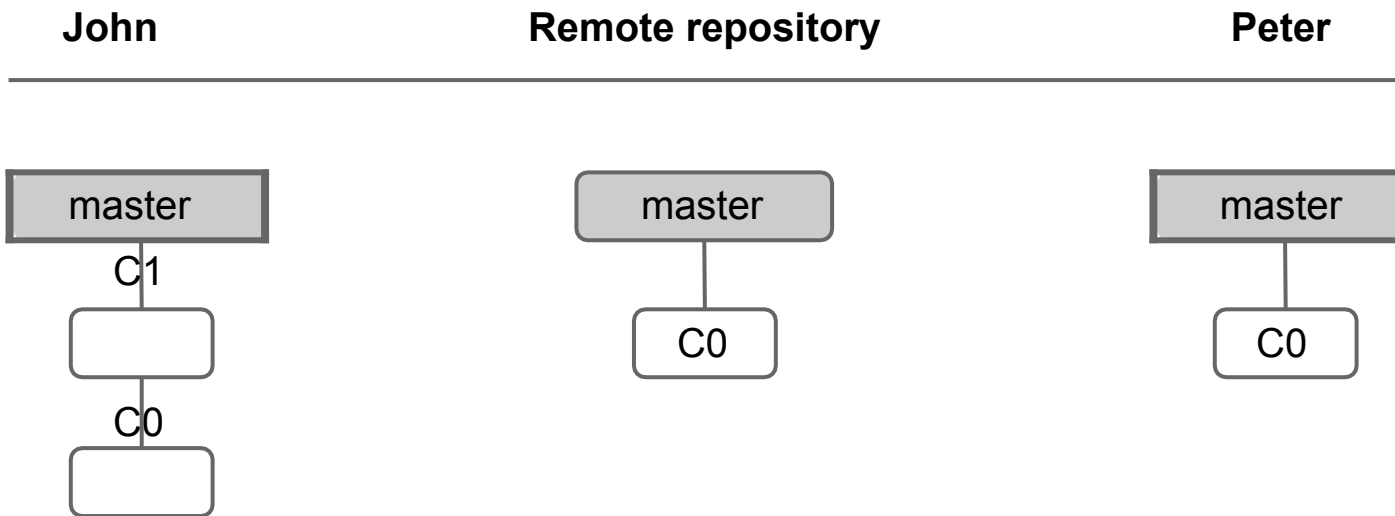 John Remote repository Peter
master master master
C1
C0 C0
C0